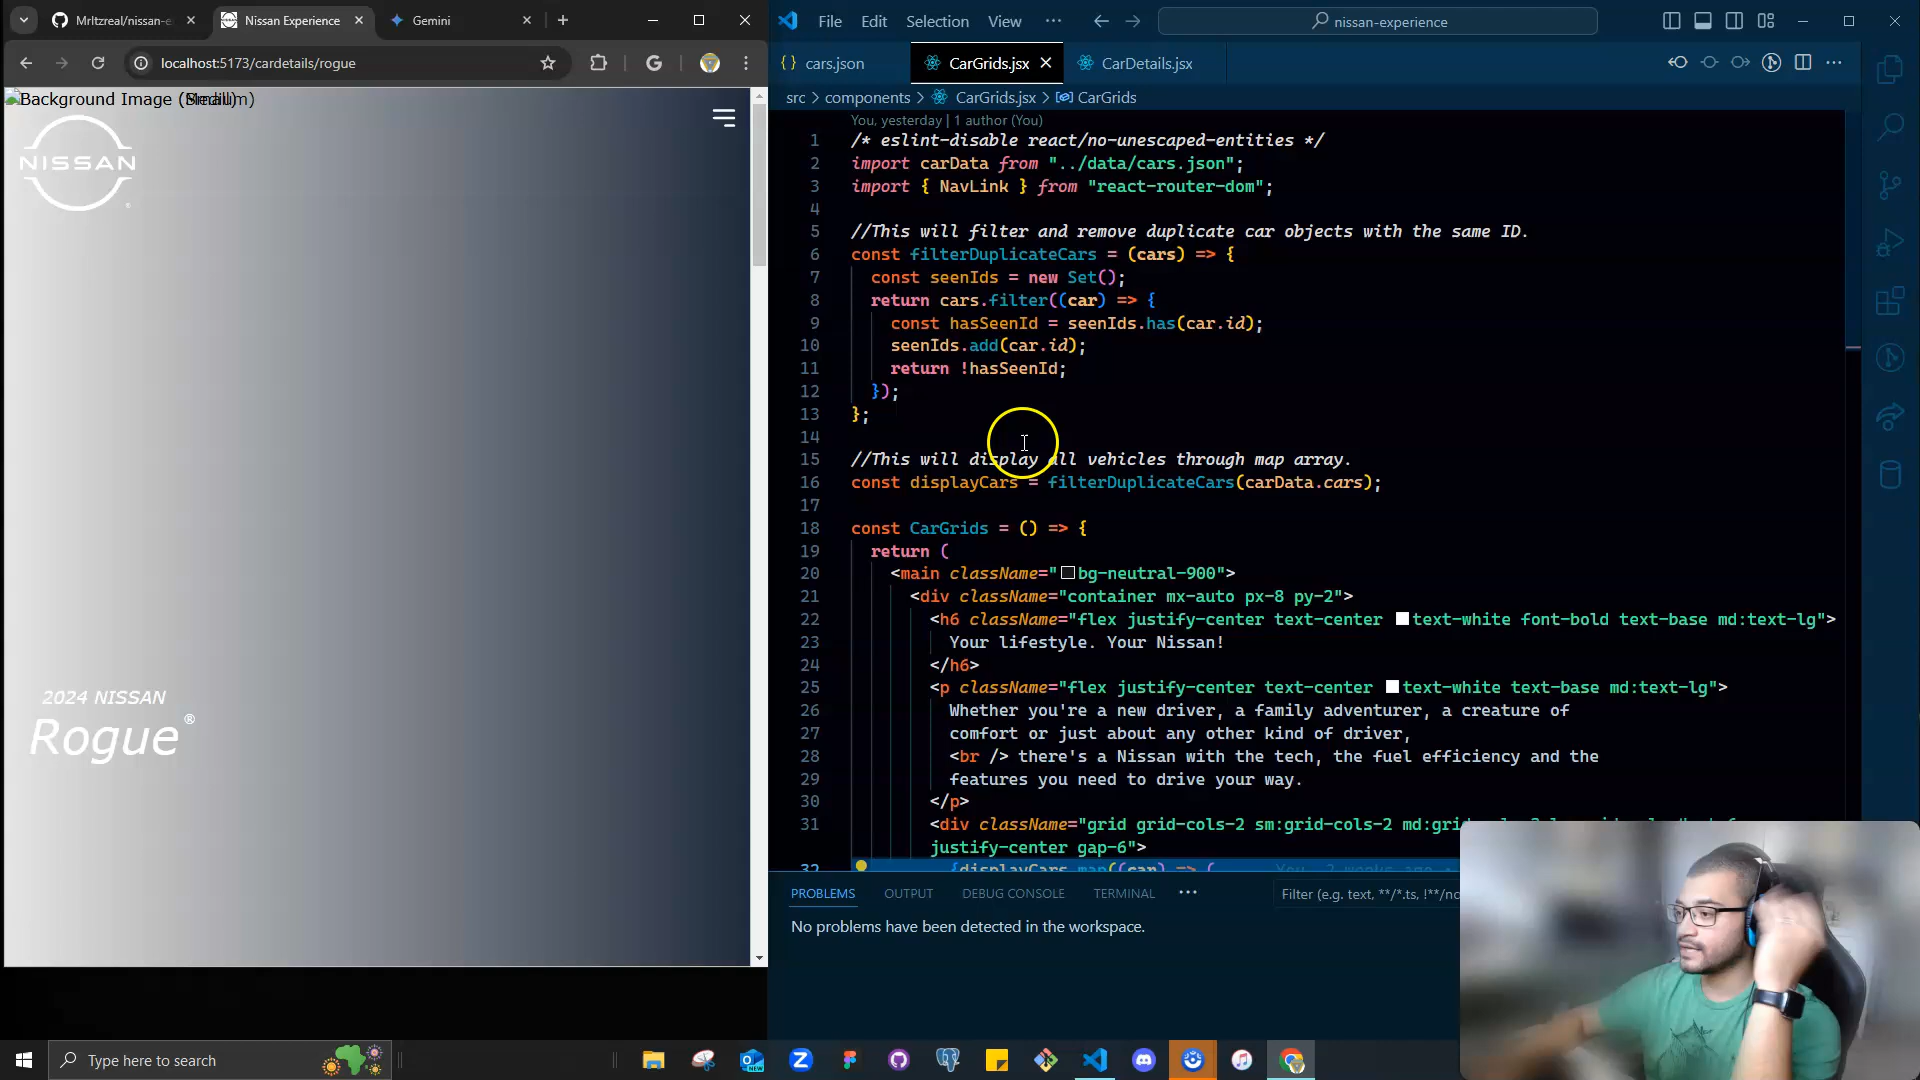 MrItzreal/nissan-e
Nissan Experience
Gemini
localhost:5173/cardetails/rogue
Background Image (
NISSAN
2024 NISSAN
Rogue®
File Edit Selection View
nissan-experience
cars.json
CarGrids.jsx
CarDetails.jsx
src > components > CarGrids.jsx > CarGrids
You, yesterday | 1 author (You)
1 /* eslint-disable react/no-unescaped-entities */
2 import carData from "../data/cars.json";
3 import { NavLink } from "react-router-dom";
4
5 //This will filter and remove duplicate car objects with the same ID.
6 const filterDuplicateCars = (cars) => {
7 const seenIds = new Set();
8 return cars.filter((car) => {
9 const hasSeenId = seenIds.has(car.id);
10 seenIds.add(car.id);
11 return !hasSeenId;
12 });
13 };
14
15 //This will display all vehicles through map array.
16 const displayCars = filterDuplicateCars(carData.cars);
17
18 const CarGrids = () => {
19 return (
20 <main className="bg-neutral-900">
21 <div className="container mx-auto px-8 py-2">
22 <h6 className="flex justify-center text-center text-white font-bold text-base md:text-lg">
23 Your lifestyle. Your Nissan!
24 </h6>
25 <p className="flex justify-center text-center text-white text-base md:text-lg">
26 Whether you're a new driver, a family adventurer, a creature of
27 comfort or just about any other kind of driver,
28 <br /> there's a Nissan with the tech, the fuel efficiency and the
29 features you need to drive your way.
30 </p>
31 <div className="grid grid-cols-2 sm:grid-cols-2
justify-center gap-6">
32 {displayCars.map((car) => (
PROBLEMS OUTPUT DEBUG CONSOLE TERMINAL
Filter (e.g. text, **/*.ts, !**/no
No problems have been detected in the workspace.
Type here to search
NEW